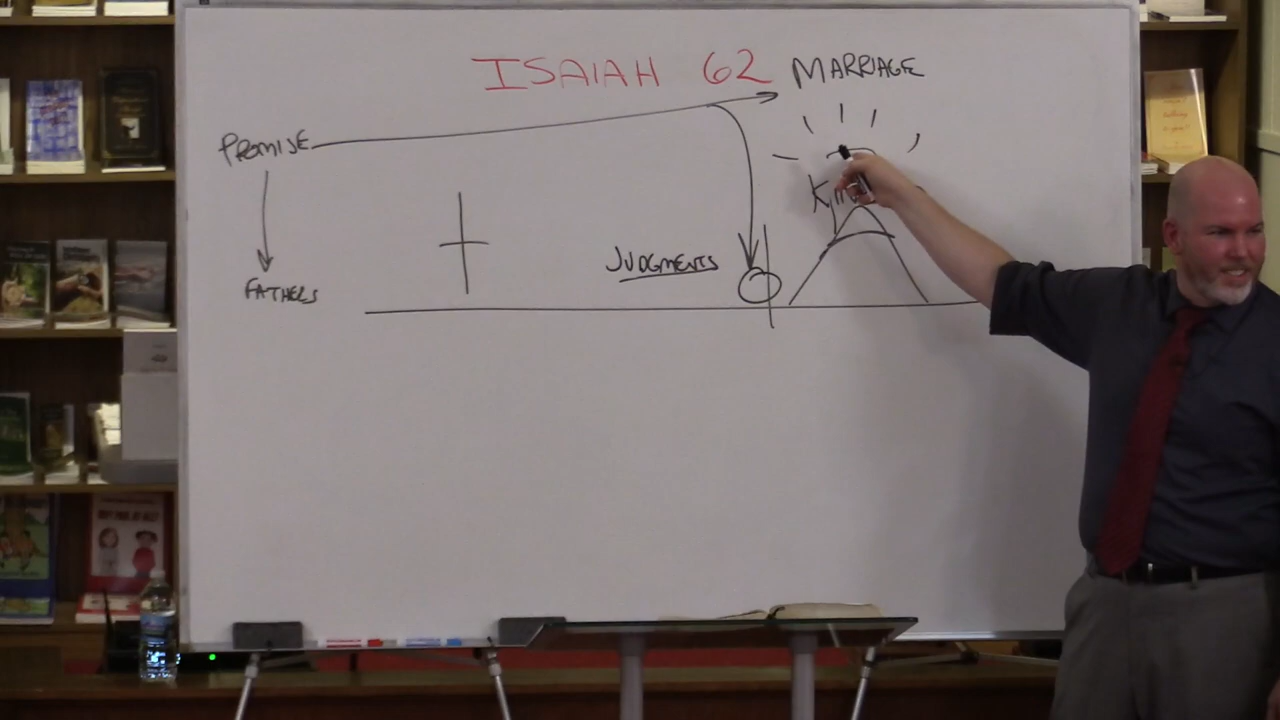 ISAIAH 62
MARRIAGE
PROMISE
JUDGMENTS
FATHERS